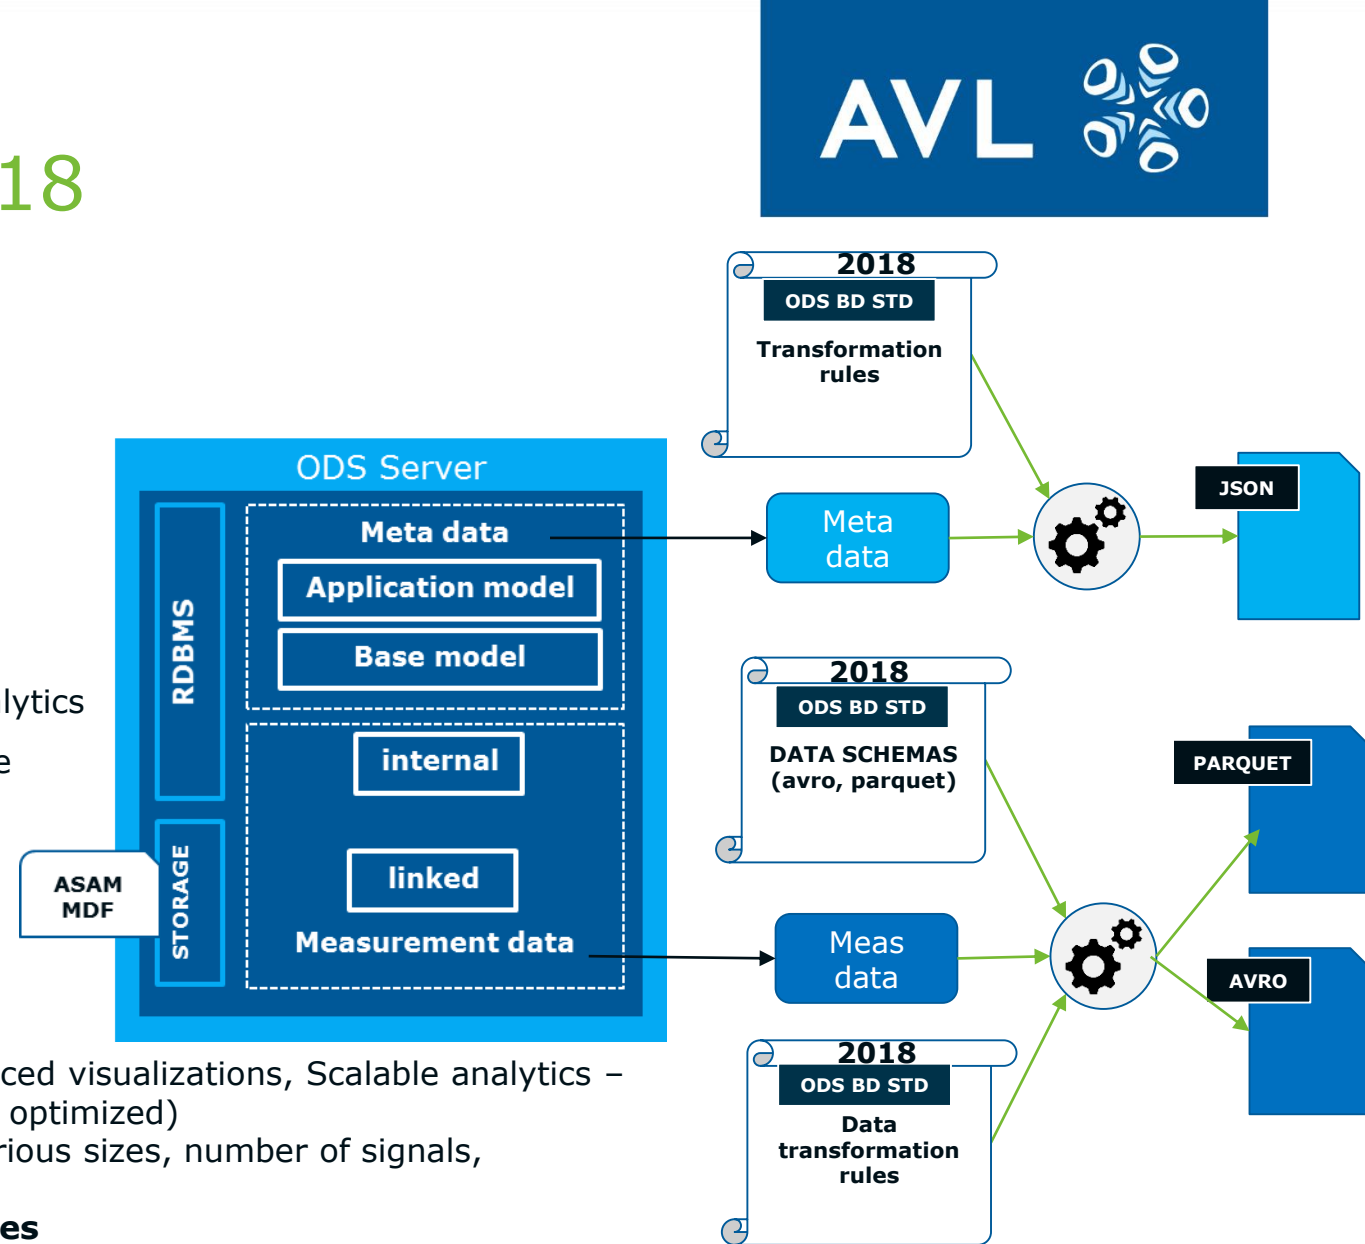 AVL
18
2018
ODS BD STD
Transformation
rules
ODS Server
RDBMS
Meta data
Application model
Base model
Meta
data
JSON
lytics
e
internal
STORAGE
ASAM
MDF
linked
Measurement data
2018
ODS BD STD
DATA SCHEMAS
(avro, parquet)
PARQUET
Meas
data
AVRO
2018
ODS BD STD
Data
transformation
rules
ced visualizations, Scalable analytics –
optimized)
rious sizes, number of signals,
es